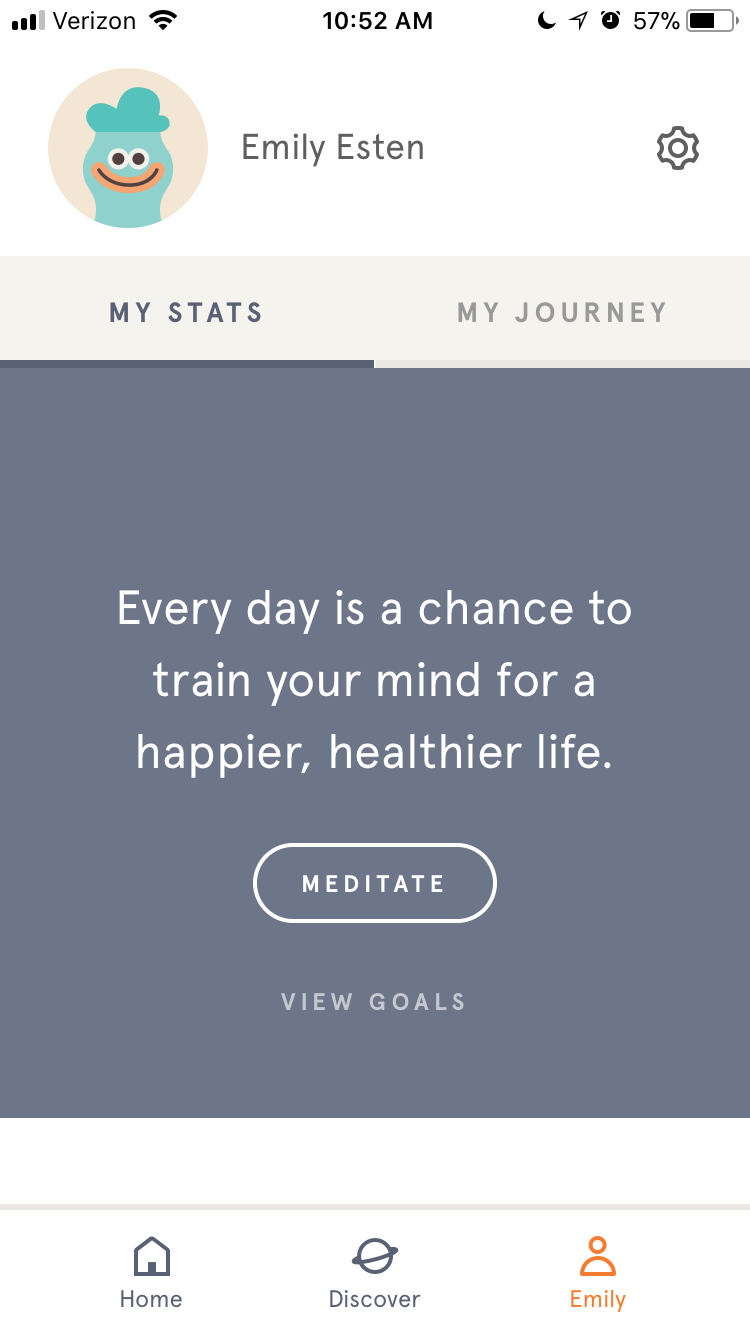 Verizon 10:52 AM 57%
Emily Esten
MY STATS MY JOURNEY
Every day is a chance to
train your mind for a
happier, healthier life.
MEDITATE
VIEW GOALS
Home Discover Emily